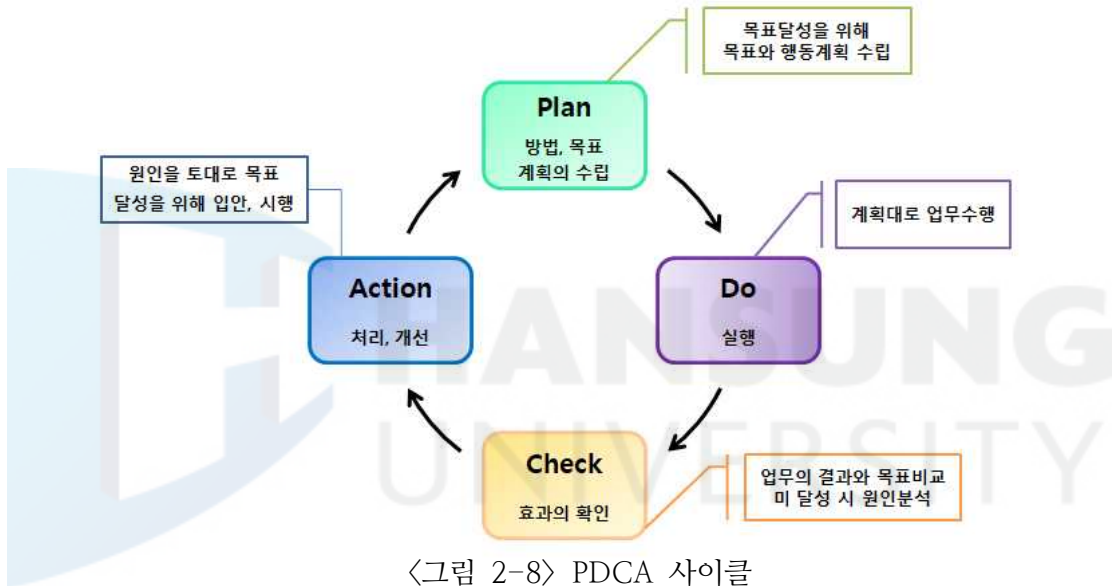 목표달성을 위해
목표와 행동계획 수립
Plan
방법, 목표
계획의 수립
원인을 토대로 목표
달성을 위해 입안, 시행
계획대로 업무수행
Action
처리, 개선
Do
실행
HANSUNG
UNIVERSITY
Check
효과의 확인
업무의 결과와 목표비교
미 달성 시 원인분석
<그림 2-8> PDCA 사이클